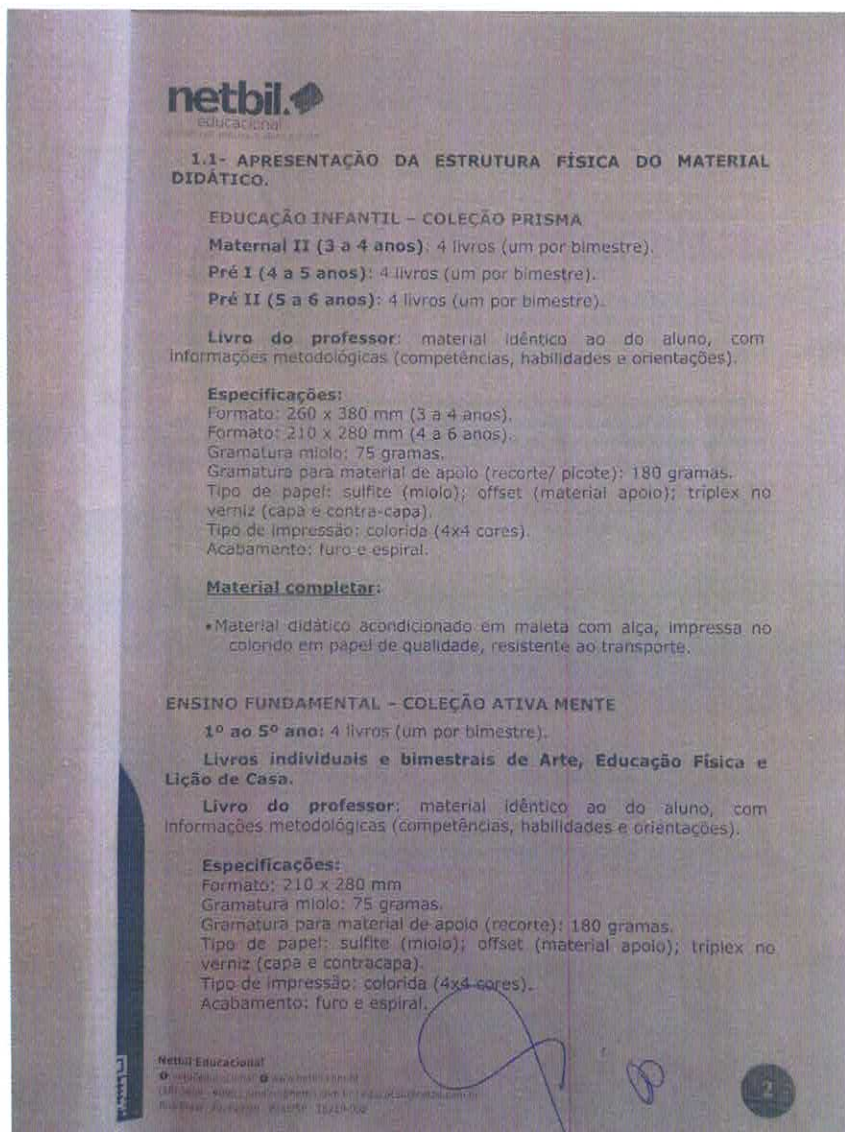 netbil.
educacional
1.1- APRESENTAÇÃO DA ESTRUTURA FÍSICA DO MATERIAL
DIDÁTICO.
EDUCAÇÃO INFANTIL – COLEÇÃO PRISMA
Maternal II (3 a 4 anos): 4 livros (um por bimestre).
Pré I (4 a 5 anos): 4 livros (um por bimestre).
Pré II (5 a 6 anos): 4 livros (um por bimestre).
Livro do professor: material idêntico ao do aluno, com
informações metodológicas (competências, habilidades e orientações).
Especificações:
Formato: 260 x 380 mm (3 a 4 anos).
Formato: 210 x 280 mm (4 a 6 anos).
Gramatura miolo: 75 gramas.
Gramatura para material de apoio (recorte/ picote): 180 gramas.
Tipo de papel: sulfite (miolo); offset (material apoio); triplex no
verniz (capa e contra-capa).
Tipo de impressão: colorida (4x4 cores).
Acabamento: furo e espiral.
Material completar:
•Material didático acondicionado em maleta com alça, impressa no
colorido em papel de qualidade, resistente ao transporte.
ENSINO FUNDAMENTAL – COLEÇÃO ATIVA MENTE
1º ao 5º ano: 4 livros (um por bimestre).
Livros individuais e bimestrais de Arte, Educação Física e
Lição de Casa.
Livro do professor: material idêntico ao do aluno, com
informações metodológicas (competências, habilidades e orientações).
Especificações:
Formato: 210 x 280 mm
Gramatura miolo: 75 gramas.
Gramatura para material de apoio (recorte): 180 gramas.
Tipo de papel: sulfite (miolo); offset (material apoio); triplex no
verniz (capa e contracapa).
Tipo de impressão: colorida (4x4 cores).
Acabamento: furo e espiral.
Netbil Educacional
2